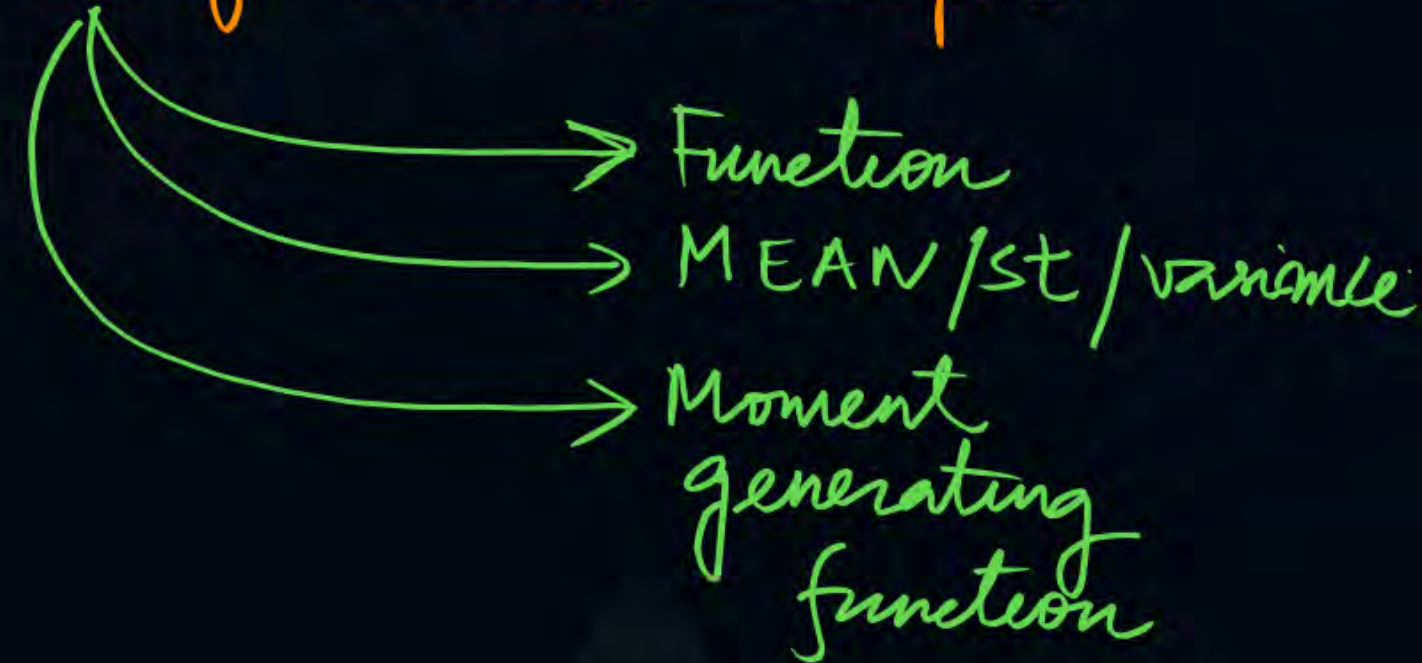 Function
MEAN/St/variance
Moment
generating
function